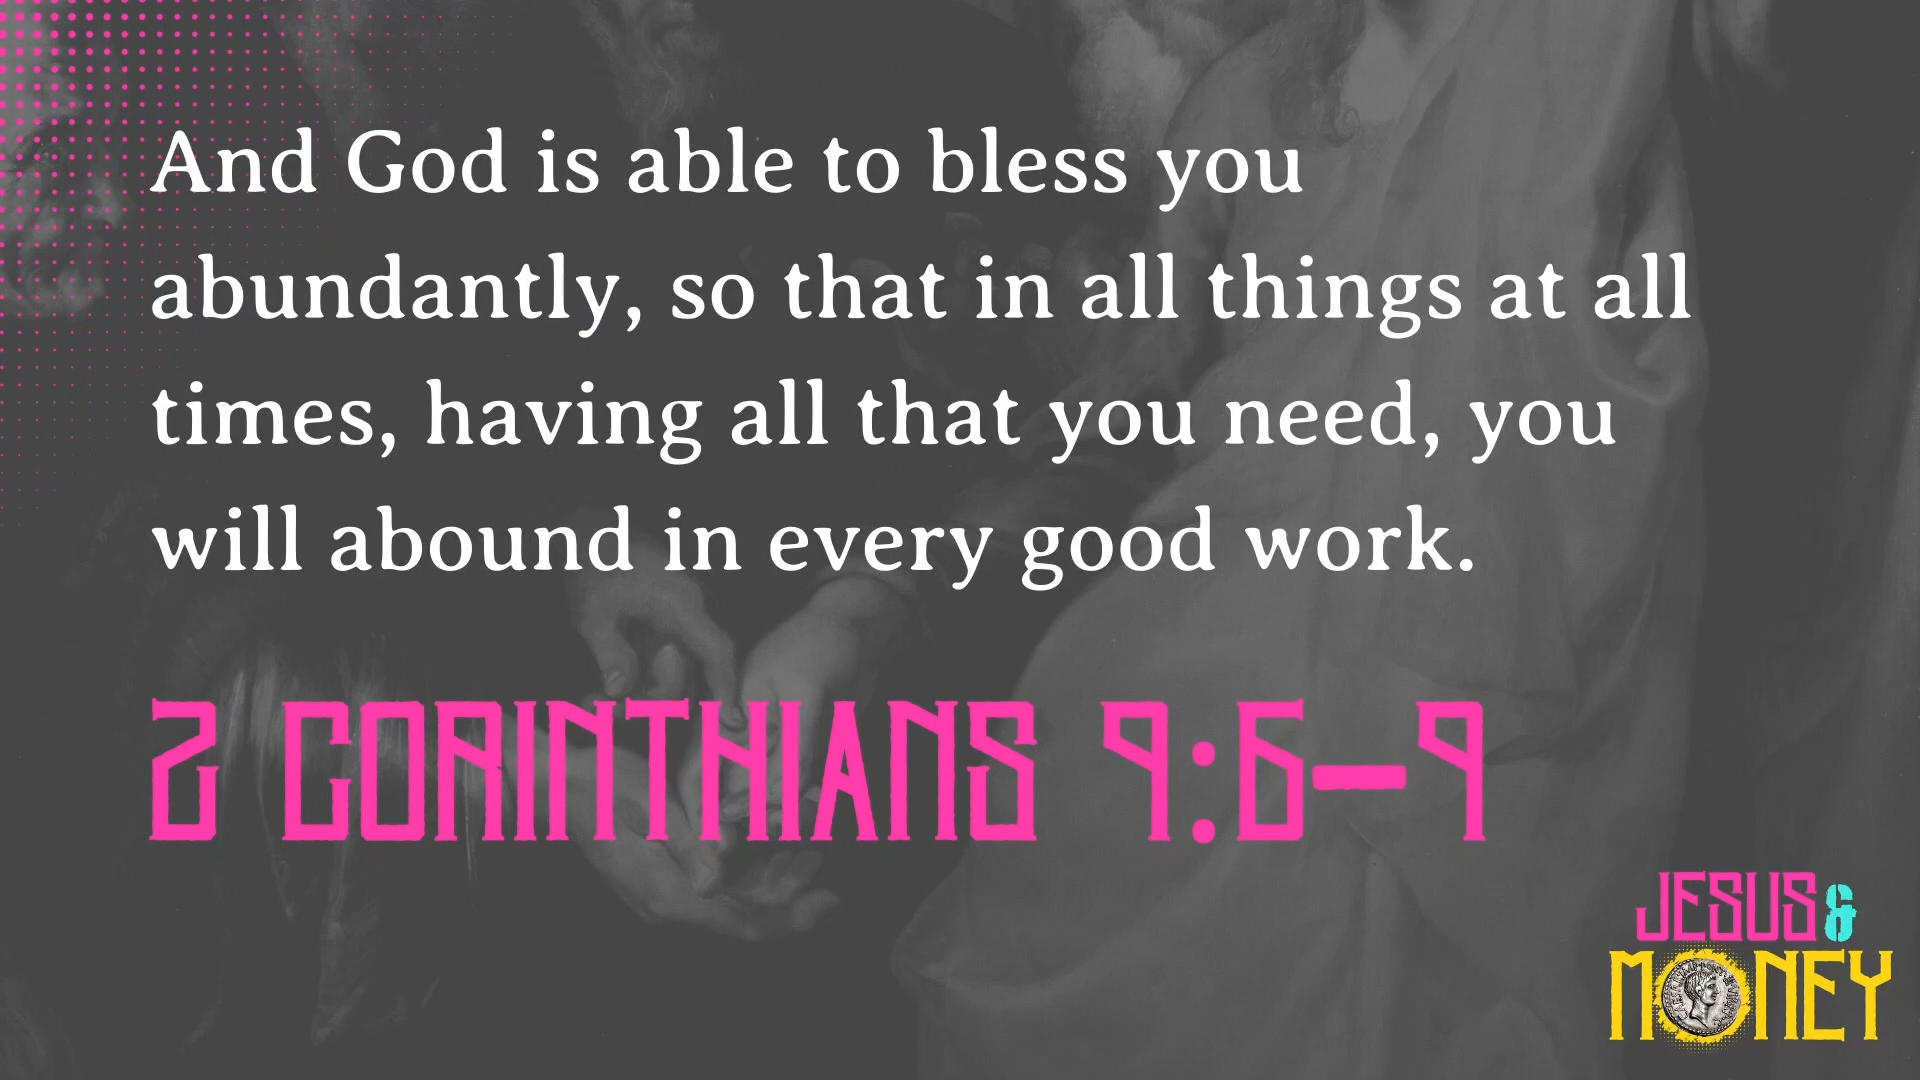 And God is able to bless you
abundantly, so that in all things at all
times, having all that you need, you
will abound in every good work.
2 CORINTHIANS 9:6–9
JESUS &
MONEY